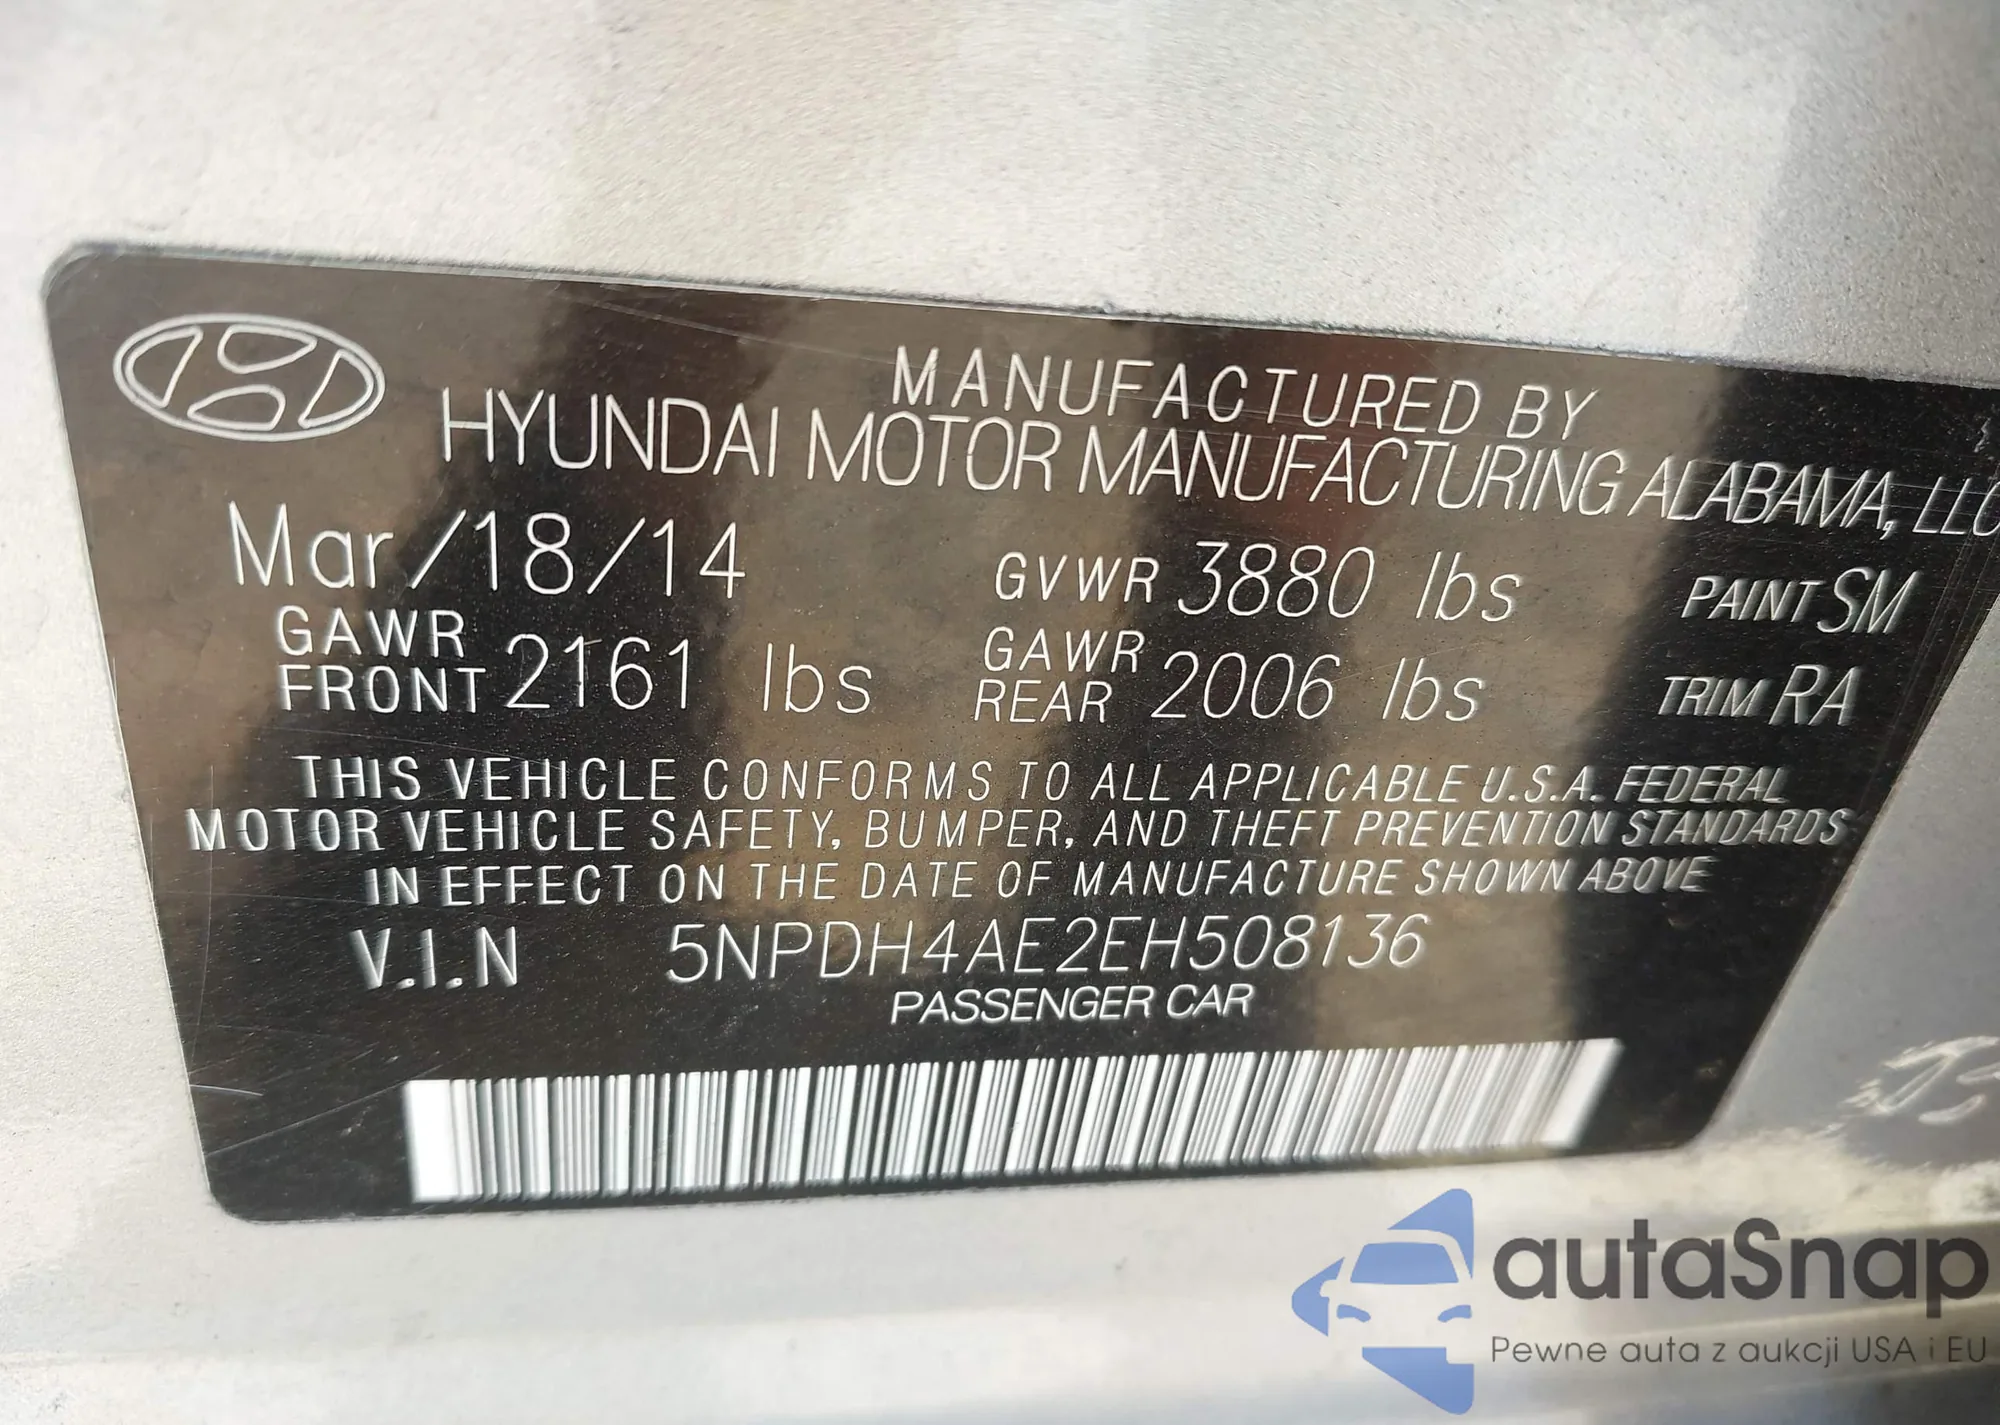 MANUFACTURED BY
HYUNDAI MOTOR MANUFACTURING ALABAMA, LLC
Mar/18/14 GVWR 3880 lbs PAINT SM
GAWR FRONT 2161 lbs GAWR REAR 2006 lbs TRIM RA
THIS VEHICLE CONFORMS TO ALL APPLICABLE U.S.A. FEDERAL
MOTOR VEHICLE SAFETY, BUMPER, AND THEFT PREVENTION STANDARDS
IN EFFECT ON THE DATE OF MANUFACTURE SHOWN ABOVE
V.I.N 5NPDH4AE2EH508136
PASSENGER CAR
autaSnap
Pewne auta z aukcji USA i EU